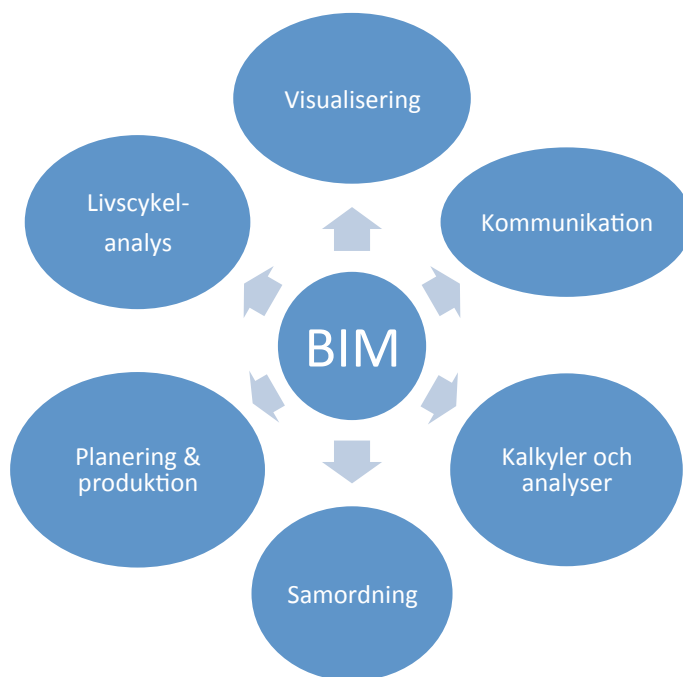 Visualisering
Livscykel-
analys
Kommunikation
BIM
Planering &
produktion
Kalkyler och
analyser
Samordning